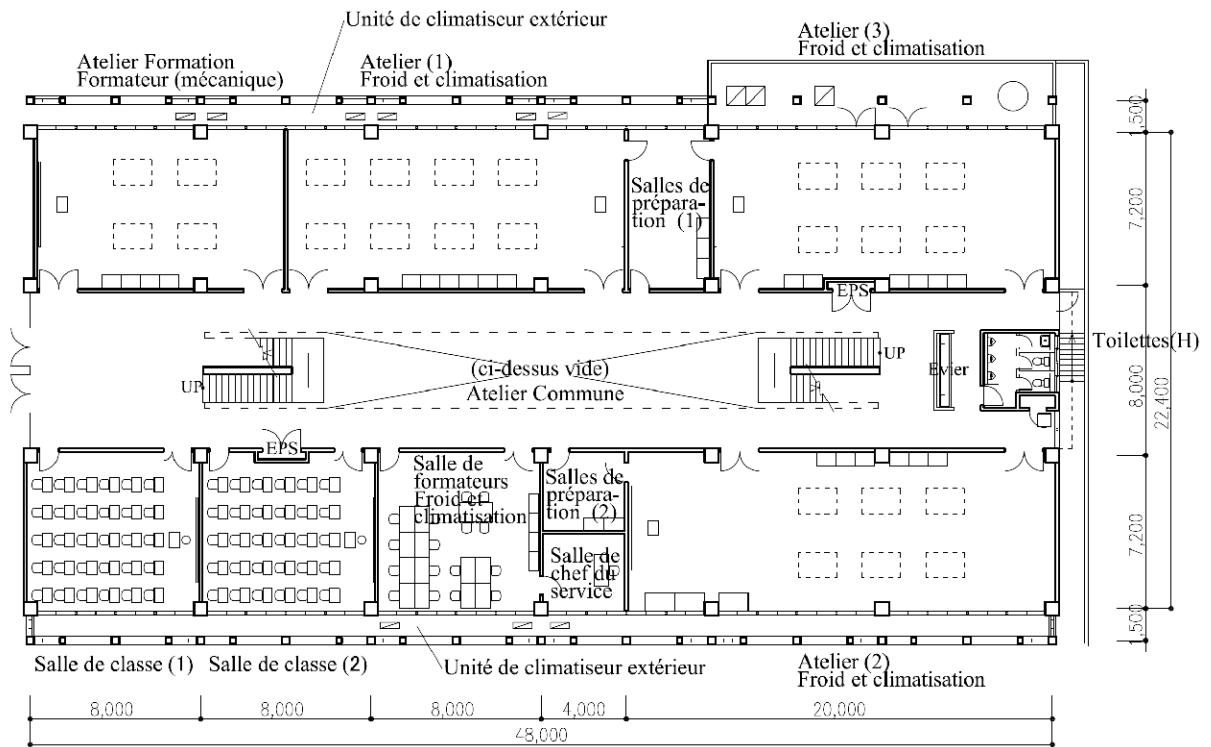 Unité de climatiseur extérieur
Atelier Formation
Formateur (mécanique)
Atelier (1)
Froid et climatisation
Atelier (3)
Froid et climatisation
Salles de
prépara-
tion (1)
EPS
UP
(ci-dessus vide)
Atelier Commune
UP
Evier
Toilettes(H)
EPS
Salle de
formateurs
Froid et
climatisation
Salles de
prépara-
tion (2)
Salle de
chef du
service
Salle de classe (1)
Salle de classe (2)
Unité de climatiseur extérieur
Atelier (2)
Froid et climatisation
1,500
7,200
8,000
22,400
7,200
1,500
8,000
8,000
8,000
4,000
20,000
48,000